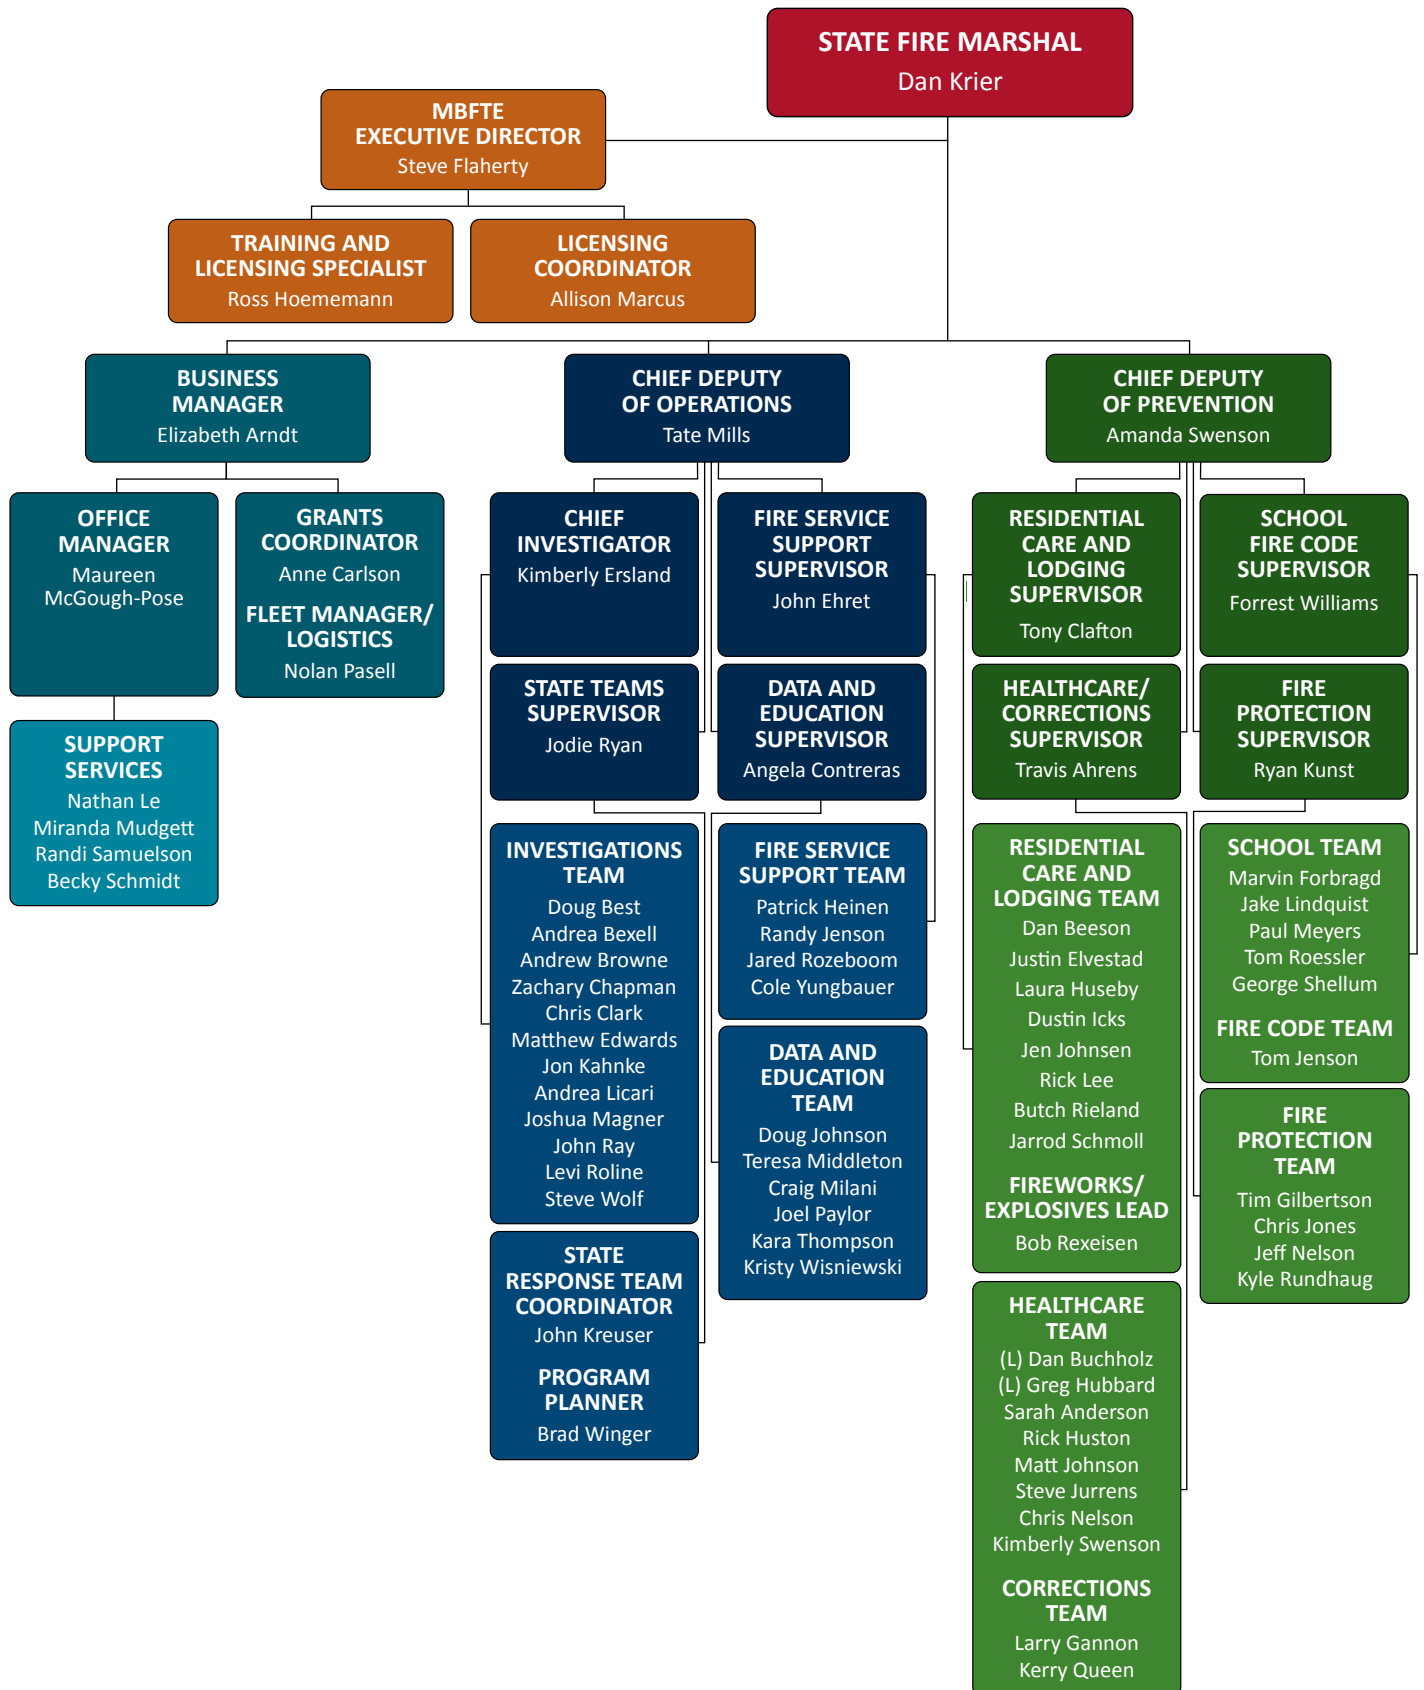 STATE FIRE MARSHAL
Dan Krier
MBFTE
EXECUTIVE DIRECTOR
Steve Flaherty
TRAINING AND
LICENSING SPECIALIST
Ross Hoememann
LICENSING
COORDINATOR
Allison Marcus
BUSINESS
MANAGER
Elizabeth Arndt
CHIEF DEPUTY
OF OPERATIONS
Tate Mills
CHIEF DEPUTY
OF PREVENTION
Amanda Swenson
OFFICE
MANAGER
Maureen
McGough-Pose
GRANTS
COORDINATOR
Anne Carlson
FLEET MANAGER/
LOGISTICS
Nolan Pasell
SUPPORT
SERVICES
Nathan Le
Miranda Mudgett
Randi Samuelson
Becky Schmidt
CHIEF
INVESTIGATOR
Kimberly Ersland
FIRE SERVICE
SUPPORT
SUPERVISOR
John Ehret
STATE TEAMS
SUPERVISOR
Jodie Ryan
DATA AND
EDUCATION
SUPERVISOR
Angela Contreras
INVESTIGATIONS
TEAM
Doug Best
Andrea Bexell
Andrew Browne
Zachary Chapman
Chris Clark
Matthew Edwards
Jon Kahnke
Andrea Licari
Joshua Magner
John Ray
Levi Roline
Steve Wolf
FIRE SERVICE
SUPPORT TEAM
Patrick Heinen
Randy Jenson
Jared Rozeboom
Cole Yungbauer
DATA AND
EDUCATION
TEAM
Doug Johnson
Teresa Middleton
Craig Milani
Joel Paylor
Kara Thompson
Kristy Wisniewski
STATE
RESPONSE TEAM
COORDINATOR
John Kreuser
PROGRAM
PLANNER
Brad Winger
RESIDENTIAL
CARE AND
LODGING
SUPERVISOR
Tony Clafton
SCHOOL
FIRE CODE
SUPERVISOR
Forrest Williams
HEALTHCARE/
CORRECTIONS
SUPERVISOR
Travis Ahrens
FIRE
PROTECTION
SUPERVISOR
Ryan Kunst
RESIDENTIAL
CARE AND
LODGING TEAM
Dan Beeson
Justin Elvestad
Laura Huseby
Dustin Icks
Jen Johnsen
Rick Lee
Butch Rieland
Jarrod Schmoll
FIREWORKS/
EXPLOSIVES LEAD
Bob Rexeisen
SCHOOL TEAM
Marvin Forbragd
Jake Lindquist
Paul Meyers
Tom Roessler
George Shellum
FIRE CODE TEAM
Tom Jenson
FIRE
PROTECTION
TEAM
Tim Gilbertson
Chris Jones
Jeff Nelson
Kyle Rundhaug
HEALTHCARE
TEAM
(L) Dan Buchholz
(L) Greg Hubbard
Sarah Anderson
Rick Huston
Matt Johnson
Steve Jurrens
Chris Nelson
Kimberly Swenson
CORRECTIONS
TEAM
Larry Gannon
Kerry Queen